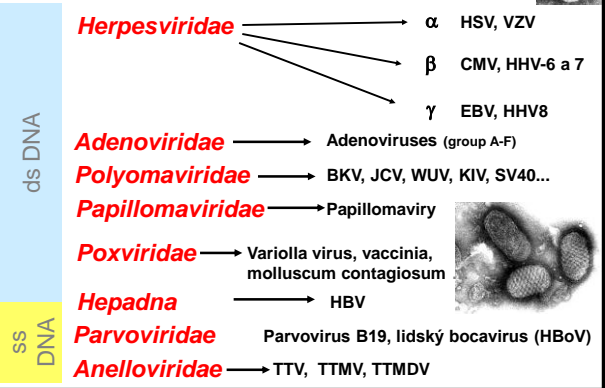 ds DNA
Herpesviridae α HSV, VZV
β CMV, HHV-6 a 7
γ EBV, HHV8
Adenoviridae Adenoviruses (group A-F)
Polyomaviridae BKV, JCV, WUV, KIV, SV40...
Papillomaviridae Papillomaviry
Poxviridae Variolla virus, vaccinia,
molluscum contagiosum
Hepadna HBV
ss
DNA
Parvoviridae Parvovirus B19, lidský bocavirus (HBoV)
Anelloviridae TTV, TTMV, TTMDV